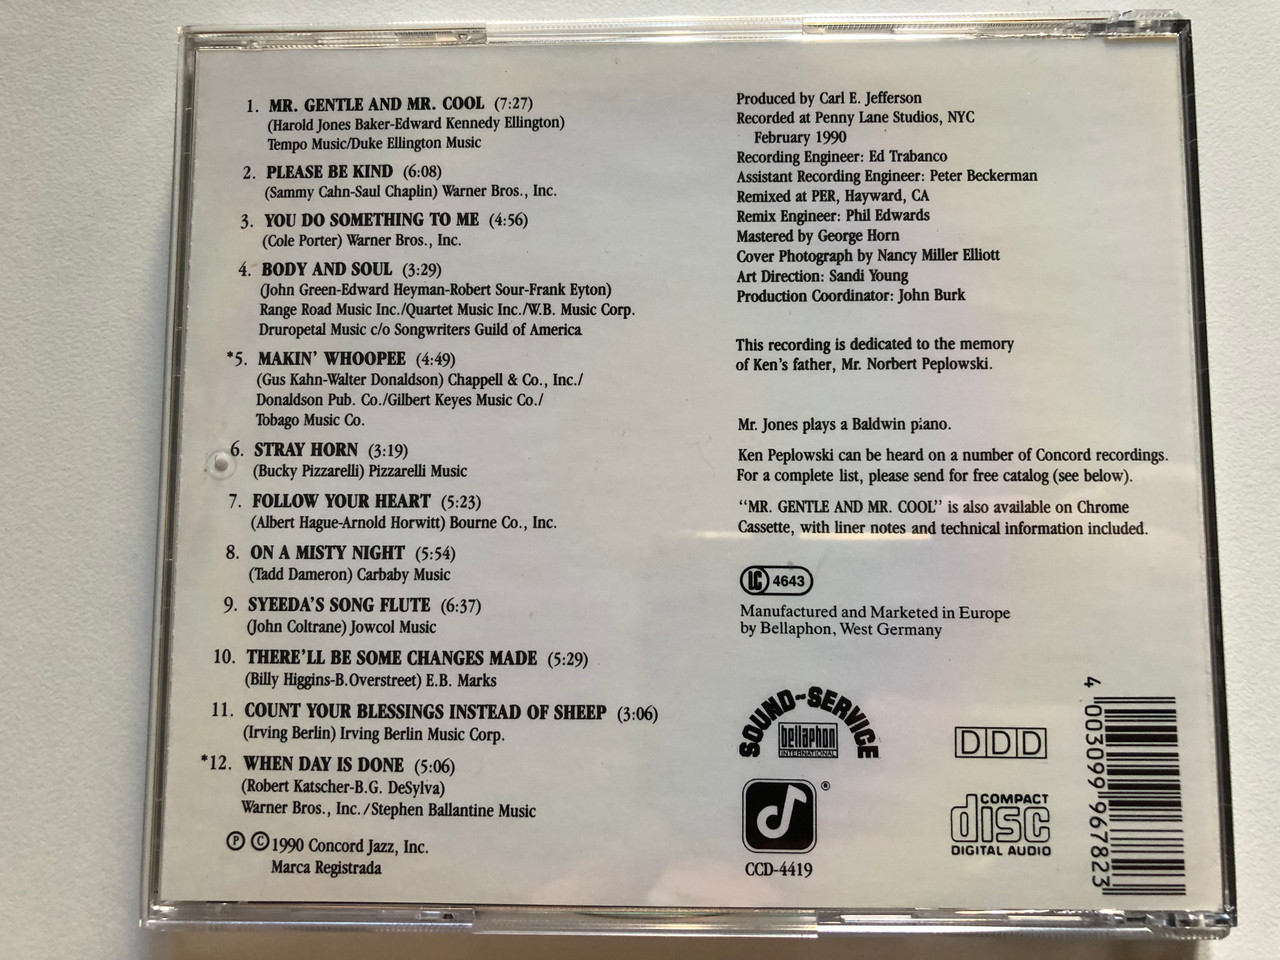 1. MR. GENTLE AND MR. COOL (7:27)
(Harold Jones Baker-Edward Kennedy Ellington)
Tempo Music/Duke Ellington Music
2. PLEASE BE KIND (6:08)
(Sammy Cahn-Saul Chaplin) Warner Bros., Inc.
3. YOU DO SOMETHING TO ME (4:56)
(Cole Porter) Warner Bros., Inc.
4. BODY AND SOUL (3:29)
(John Green-Edward Heyman-Robert Sour-Frank Eyton)
Range Road Music Inc./Quartet Music Inc./W.B. Music Corp.
Druropetal Music c/o Songwriters Guild of America
*5. MAKIN' WHOOPEE (4:49)
(Gus Kahn-Walter Donaldson) Chappell & Co., Inc./
Donaldson Pub. Co./Gilbert Keyes Music Co./
Tobago Music Co.
6. STRAY HORN (3:19)
(Bucky Pizzarelli) Pizzarelli Music
7. FOLLOW YOUR HEART (5:23)
(Albert Hague-Arnold Horwitt) Bourne Co., Inc.
8. ON A MISTY NIGHT (5:54)
(Tadd Dameron) Carbaby Music
9. SYEEDA'S SONG FLUTE (6:37)
(John Coltrane) Jowcol Music
10. THERE'LL BE SOME CHANGES MADE (5:29)
(Billy Higgins-B.Overstreet) E.B. Marks
11. COUNT YOUR BLESSINGS INSTEAD OF SHEEP (3:06)
(Irving Berlin) Irving Berlin Music Corp.
*12. WHEN DAY IS DONE (5:06)
(Robert Katscher-B.G. DeSylva)
Warner Bros., Inc./Stephen Ballantine Music
℗ © 1990 Concord Jazz, Inc.
Marca Registrada
Produced by Carl E. Jefferson
Recorded at Penny Lane Studios, NYC
February 1990
Recording Engineer: Ed Trabanco
Assistant Recording Engineer: Peter Beckerman
Remixed at PER, Hayward, CA
Remix Engineer: Phil Edwards
Mastered by George Horn
Cover Photograph by Nancy Miller Elliott
Art Direction: Sandi Young
Production Coordinator: John Burk
This recording is dedicated to the memory
of Ken's father, Mr. Norbert Peplowski.
Mr. Jones plays a Baldwin piano.
Ken Peplowski can be heard on a number of Concord recordings.
For a complete list, please send for free catalog (see below).
"MR. GENTLE AND MR. COOL" is also available on Chrome
Cassette, with liner notes and technical information included.
LC 4643
Manufactured and Marketed in Europe
by Bellaphon, West Germany
SOUND-SERVICE
bellaphon
INTERNATIONAL
DDD
®
CCD-4419
COMPACT
disc
DIGITAL AUDIO
4 003099 967823